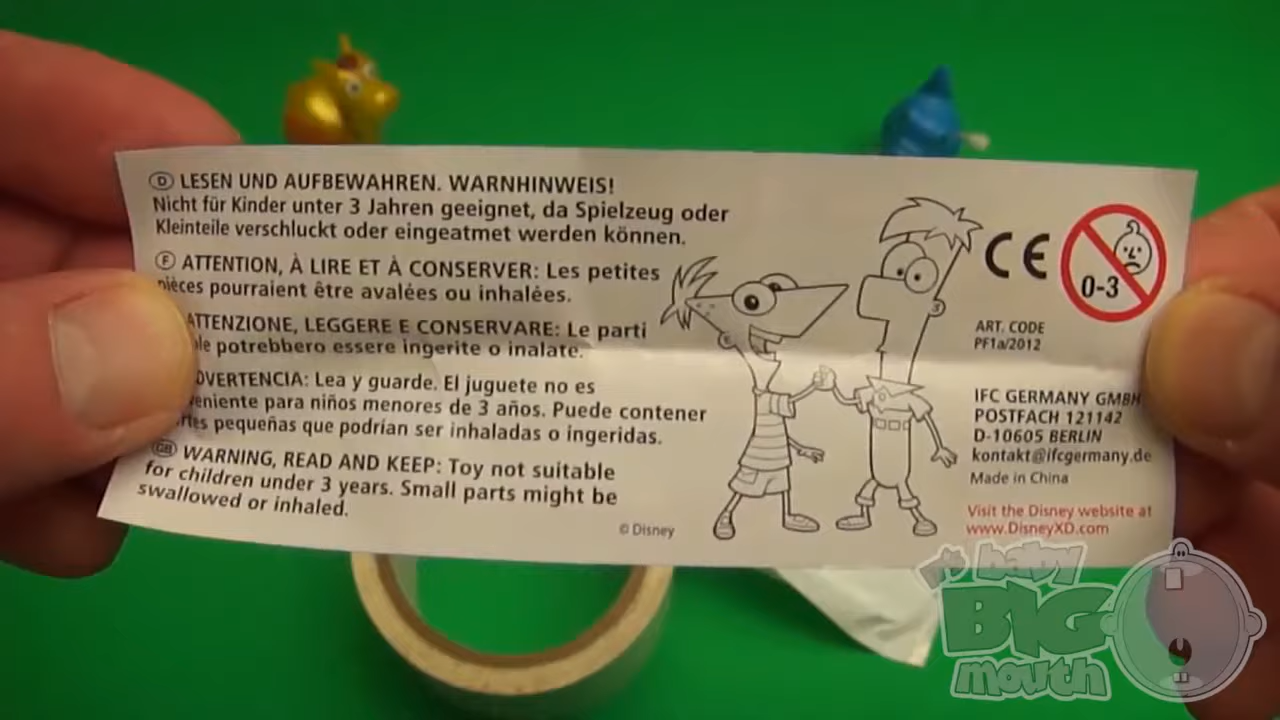 D LESEN UND AUFBEWAHREN. WARNHINWEIS!
Nicht für Kinder unter 3 Jahren geeignet, da Spielzeug oder
Kleinteile verschluckt oder eingeatmet werden können.
F ATTENTION, À LIRE ET À CONSERVER: Les petites
pièces pourraient être avalées ou inhalées.
ATTENZIONE, LEGGERE E CONSERVARE: Le parti
potrebbero essere ingerite o inalate.
DVERTENCIA: Lea y guarde. El juguete no es
veniente para niños menores de 3 años. Puede contener
pequeñas que podrían ser inhaladas o ingeridas.
GB WARNING, READ AND KEEP: Toy not suitable
for children under 3 years. Small parts might be
swallowed or inhaled.
© Disney
CE
0-3
ART. CODE
PF1a/2012
IFC GERMANY GMBH
POSTFACH 121142
D-10605 BERLIN
kontakt@ifcgermany.de
Made in China
Visit the Disney website at
www.DisneyXD.com
baby
BIG
mouth